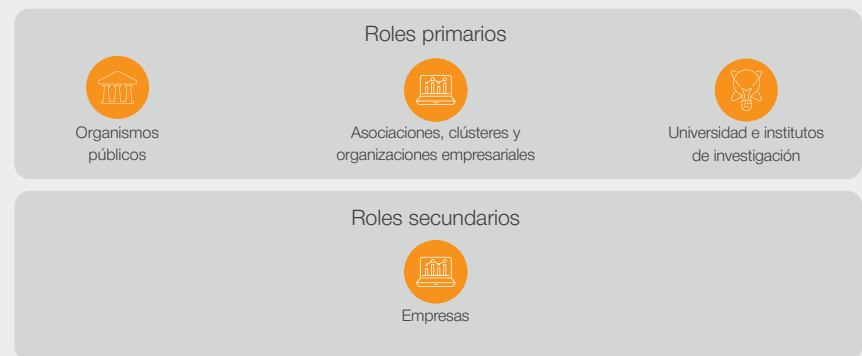 Roles primarios
Organismos
públicos
Asociaciones, clústeres y
organizaciones empresariales
Universidad e institutos
de investigación
Roles secundarios
Empresas